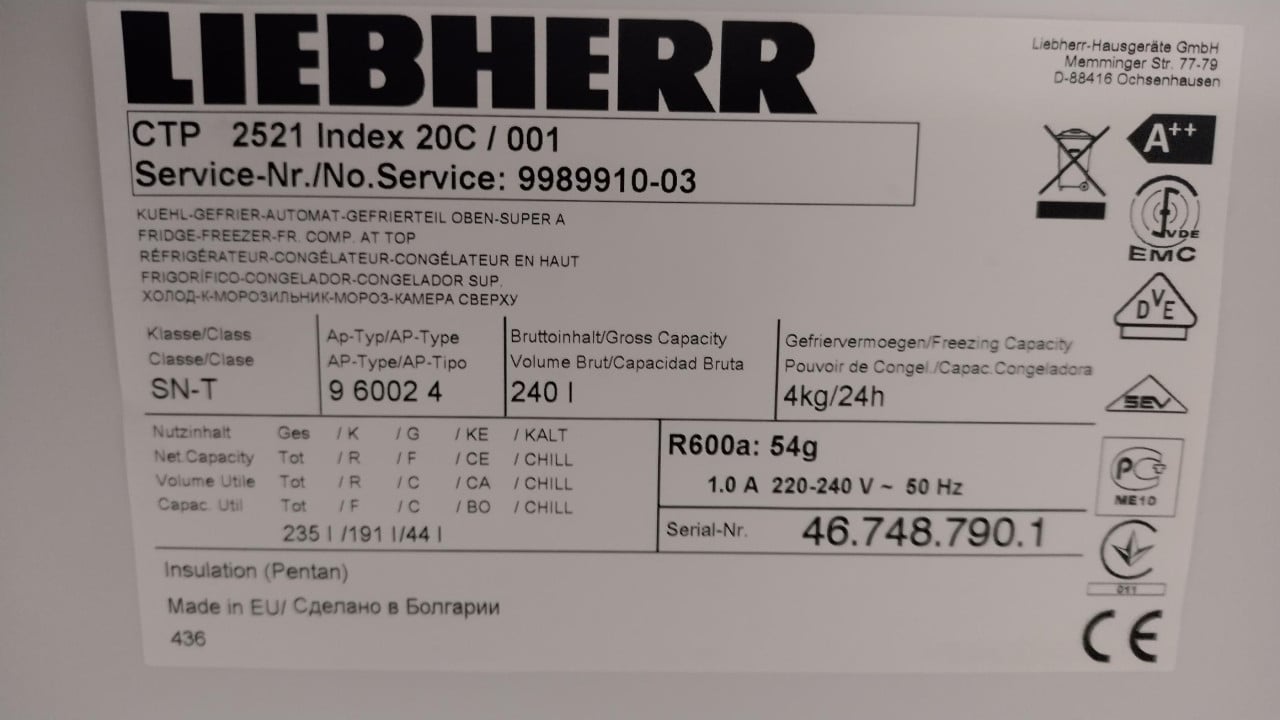 LIEBHERR
Liebherr-Hausgeräte GmbH
Memminger Str. 77-79
D-88416 Ochsenhausen
CTP 2521 Index 20C / 001
Service-Nr./No.Service: 9989910-03
A++
VDE
EMC
DVE
SEV
KUEHL-GEFRIER-AUTOMAT-GEFRIERTEIL OBEN-SUPER A
FRIDGE-FREEZER-FR. COMP. AT TOP
RÉFRIGÉRATEUR-CONGÉLATEUR-CONGÉLATEUR EN HAUT
FRIGORÍFICO-CONGELADOR-CONGELADOR SUP.
ХОЛОД-К-МОРОЗИЛЬНИК-МОРОЗ-КАМЕРА СВЕРХУ
Klasse/Class
Classe/Clase
SN-T
Ap-Typ/AP-Type
AP-Type/AP-Tipo
9 6002 4
Bruttoinhalt/Gross Capacity
Volume Brut/Capacidad Bruta
240 l
Gefriervermoegen/Freezing Capacity
Pouvoir de Congel./Capac.Congeladora
4kg/24h
Nutzinhalt Ges / K / G / KE / KALT
Net.Capacity Tot / R / F / CE / CHILL
Volume Utile Tot / R / C / CA / CHILL
Capac. Util Tot / F / C / BO / CHILL
235 l /191 l/44 l
R600a: 54g
1.0 A 220-240 V ~ 50 Hz
Serial-Nr. 46.748.790.1
РСТ
ME10
011
CE
Insulation (Pentan)
Made in EU/ Сделано в Болгарии
436